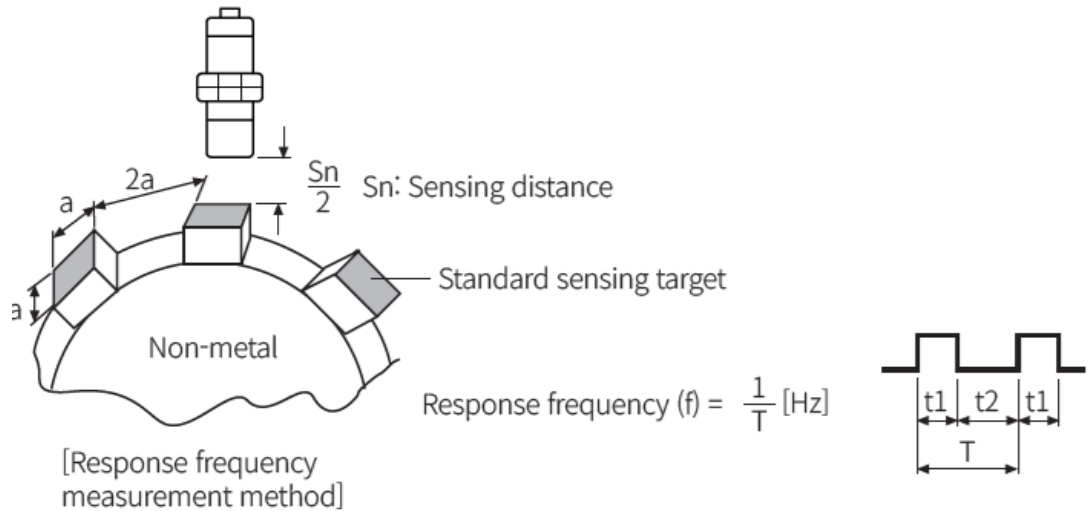 2a
a
Sn
2
Sn: Sensing distance
a
Standard sensing target
Non-metal
Response frequency (f) = 1/T [Hz]
t1 t2 t1
T
[Response frequency
measurement method]